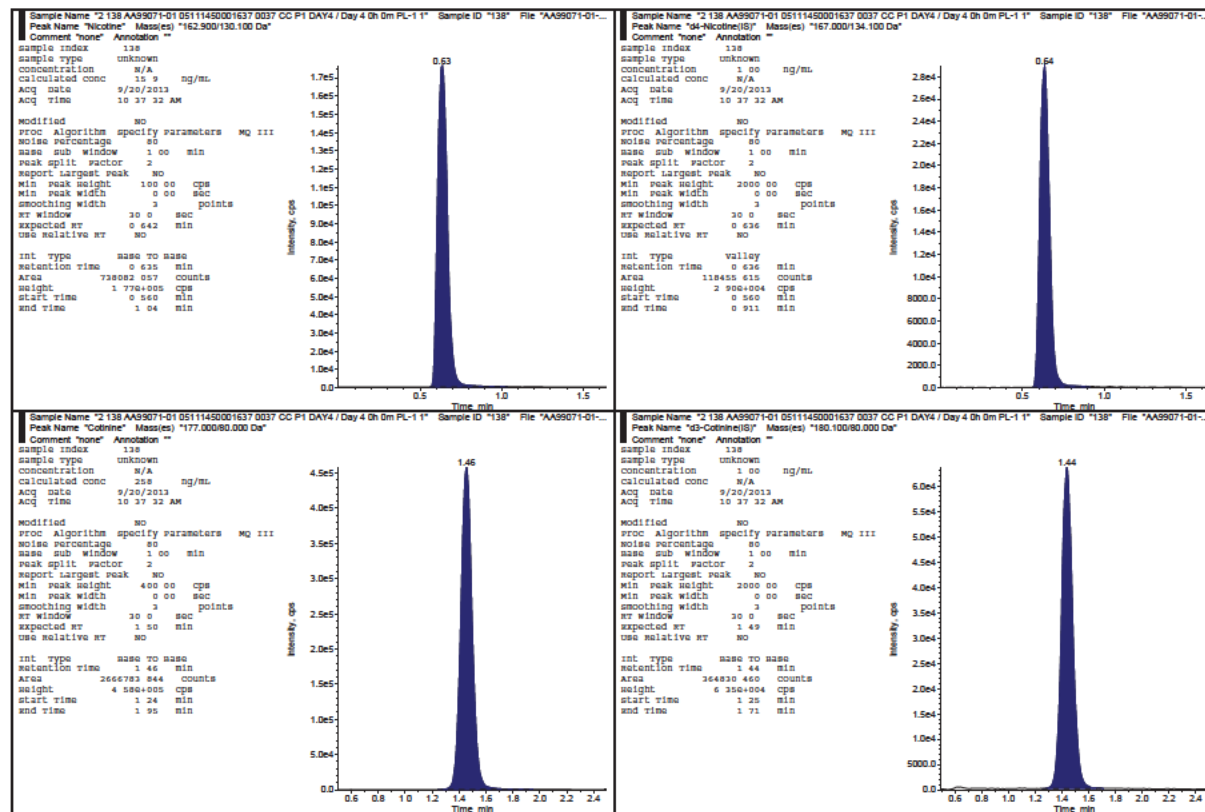 Sample Name "2 138 AA99071-01 05111450001637 0037 CC P1 DAY4 / Day 4 0h 0m PL-1 1" Sample ID "138" File "AA99071-01-...
Peak Name "Nicotine" Mass(es) "162.900/130.100 Da"
Comment "none" Annotation ""
Sample Index 138
Sample Type Unknown
Concentration N/A
Calculated Conc 15 9 ng/mL
Acq Date 9/20/2013
Acq Time 10 37 32 AM
Modified NO
Proc Algorithm Specify Parameters MQ III
Noise Percentage 80
Base Sub Window 1 00 min
Peak Split Factor 2
Report Largest Peak NO
Min Peak Height 100 00 cps
Min Peak Width 0 00 sec
Smoothing Width 3 points
RT Window 30 0 sec
Expected RT 0 642 min
Use Relative RT NO
Int Type Base To Base
Retention Time 0 635 min
Area 738082 057 counts
Height 1 77e+005 cps
Start Time 0 560 min
End Time 1 04 min
0.63
Intensity, cps
1.7e5
1.6e5
1.5e5
1.4e5
1.3e5
1.2e5
1.1e5
1.0e5
9.0e4
8.0e4
7.0e4
6.0e4
5.0e4
4.0e4
3.0e4
2.0e4
1.0e4
0.0
0.5 1.0 1.5
Time min
Sample Name "2 138 AA99071-01 05111450001637 0037 CC P1 DAY4 / Day 4 0h 0m PL-1 1" Sample ID "138" File "AA99071-01-...
Peak Name "d4-Nicotine(IS)" Mass(es) "167.000/134.100 Da"
Comment "none" Annotation ""
Sample Index 138
Sample Type Unknown
Concentration 1 00 ng/mL
Calculated Conc N/A
Acq Date 9/20/2013
Acq Time 10 37 32 AM
Modified NO
Proc Algorithm Specify Parameters MQ III
Noise Percentage 80
Base Sub Window 1 00 min
Peak Split Factor 2
Report Largest Peak NO
Min Peak Height 2000 00 cps
Min Peak Width 0 00 sec
Smoothing Width 3 points
RT Window 30 0 sec
Expected RT 0 636 min
Use Relative RT NO
Int Type Valley
Retention Time 0 636 min
Area 118455 615 counts
Height 2 90e+004 cps
Start Time 0 560 min
End Time 0 911 min
0.64
Intensity, cps
2.8e4
2.6e4
2.4e4
2.2e4
2.0e4
1.8e4
1.6e4
1.4e4
1.2e4
1.0e4
8000.0
6000.0
4000.0
2000.0
0.0
0.5 1.0 1.5
Time min
Sample Name "2 138 AA99071-01 05111450001637 0037 CC P1 DAY4 / Day 4 0h 0m PL-1 1" Sample ID "138" File "AA99071-01-...
Peak Name "Cotinine" Mass(es) "177.000/80.000 Da"
Comment "none" Annotation ""
Sample Index 138
Sample Type Unknown
Concentration N/A
Calculated Conc 258 ng/mL
Acq Date 9/20/2013
Acq Time 10 37 32 AM
Modified NO
Proc Algorithm Specify Parameters MQ III
Noise Percentage 80
Base Sub Window 1 00 min
Peak Split Factor 2
Report Largest Peak NO
Min Peak Height 400 00 cps
Min Peak Width 0 00 sec
Smoothing Width 3 points
RT Window 30 0 sec
Expected RT 1 50 min
Use Relative RT NO
Int Type Base To Base
Retention Time 1 46 min
Area 2666783 844 counts
Height 4 58e+005 cps
Start Time 1 24 min
End Time 1 95 min
1.46
Intensity, cps
4.5e5
4.0e5
3.5e5
3.0e5
2.5e5
2.0e5
1.5e5
1.0e5
5.0e4
0.0
0.6 0.8 1.0 1.2 1.4 1.6 1.8 2.0 2.2 2.4
Time min
Sample Name "2 138 AA99071-01 05111450001637 0037 CC P1 DAY4 / Day 4 0h 0m PL-1 1" Sample ID "138" File "AA99071-01-...
Peak Name "d3-Cotinine(IS)" Mass(es) "180.100/80.000 Da"
Comment "none" Annotation ""
Sample Index 138
Sample Type Unknown
Concentration 1 00 ng/mL
Calculated Conc N/A
Acq Date 9/20/2013
Acq Time 10 37 32 AM
Modified NO
Proc Algorithm Specify Parameters MQ III
Noise Percentage 80
Base Sub Window 1 00 min
Peak Split Factor 2
Report Largest Peak NO
Min Peak Height 2000 00 cps
Min Peak Width 0 00 sec
Smoothing Width 3 points
RT Window 30 0 sec
Expected RT 1 49 min
Use Relative RT NO
Int Type Base To Base
Retention Time 1 44 min
Area 364830 460 counts
Height 6 35e+004 cps
Start Time 1 25 min
End Time 1 71 min
1.44
Intensity, cps
6.0e4
5.5e4
5.0e4
4.5e4
4.0e4
3.5e4
3.0e4
2.5e4
2.0e4
1.5e4
1.0e4
5000.0
0.0
0.6 0.8 1.0 1.2 1.4 1.6 1.8 2.0 2.2 2.4
Time min